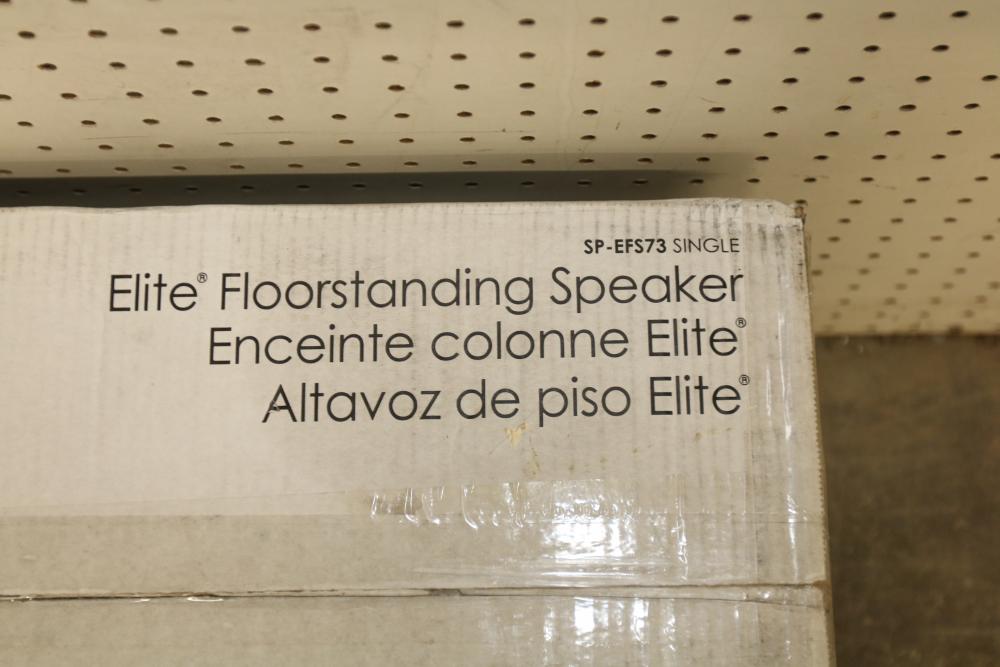 SP-EFS73 SINGLE
Elite® Floorstanding Speaker
Enceinte colonne Elite®
Altavoz de piso Elite®